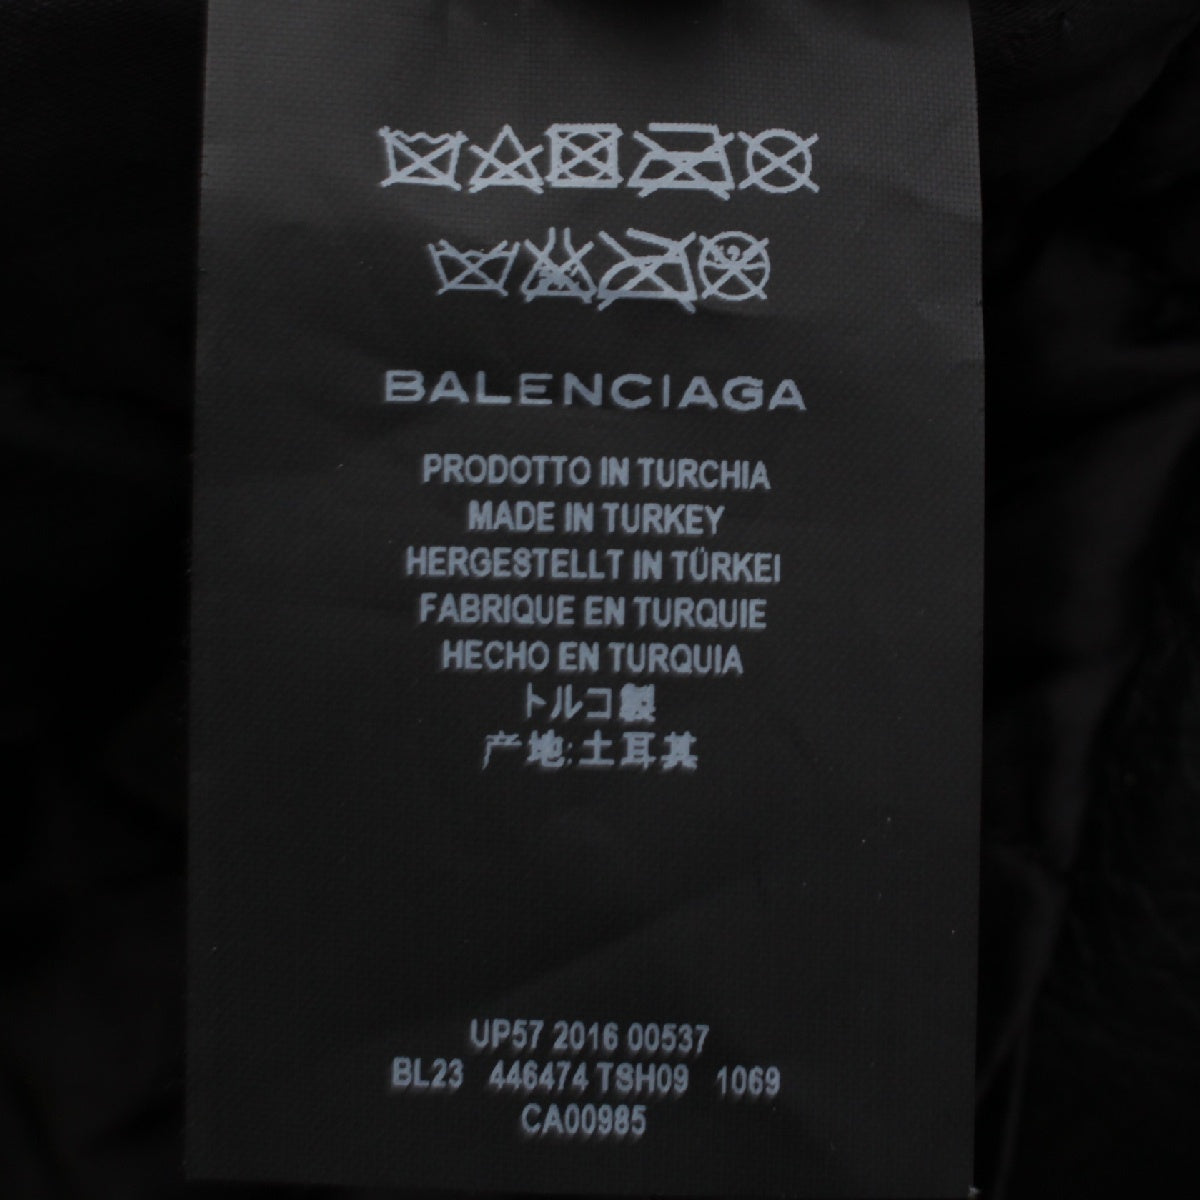 BALENCIAGA
PRODOTTO IN TURCHIA
MADE IN TURKEY
HERGESTELLT IN TÜRKEI
FABRIQUE EN TURQUIE
HECHO EN TURQUIA
トルコ製
产地:土耳其
UP57 2016 00537
BL23 446474 TSH09 1069
CA00985